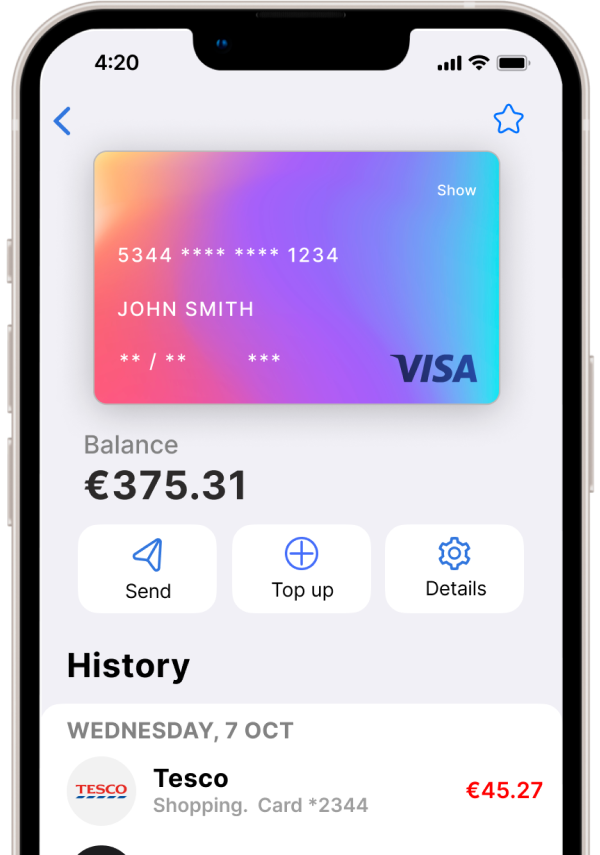 4:20
Show
5344 **** **** 1234
JOHN SMITH
** / ** ***
VISA
Balance
€375.31
Send
Top up
Details
History
WEDNESDAY, 7 OCT
TESCO
Tesco
€45.27
Shopping. Card *2344